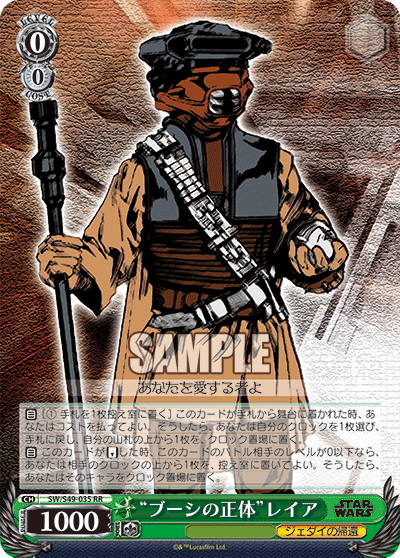 LEVEL
0
0
COST
SAMPLE
あなたを愛する者よ
【自】[① 手札を1枚控え室に置く] このカードが手札から舞台に置かれた時、あ
なたはコストを払ってよい。そうしたら、あなたは自分のクロックを1枚選び、
手札に戻し、自分の山札の上から1枚を、クロック置場に置く。
【自】 このカードが【リバース】した時、このカードのバトル相手のレベルが0以下なら、
あなたは相手の山札の上から1枚を、控え室に置いてよい。そうしたら、
あなたはそのキャラをクロック置場に置く。
CH
SW/S49-035 RR
POWER
1000
“ブーシの正体”レイア
STAR
WARS
ジェダイの帰還
©&™Lucasfilm Ltd.